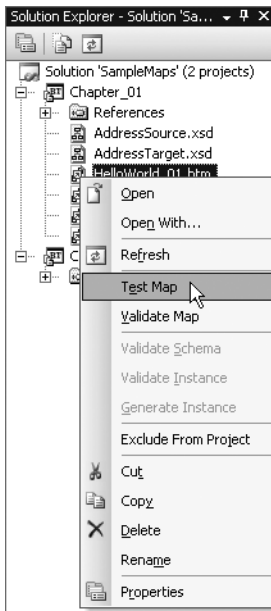 Solution Explorer - Solution 'Sa...
Solution 'SampleMaps' (2 projects)
Chapter_01
References
AddressSource.xsd
AddressTarget.xsd
HelloWorld_01.btm
Open
Open With...
Refresh
Test Map
Validate Map
Validate Schema
Validate Instance
Generate Instance
Exclude From Project
Cut
Copy
Delete
Rename
Properties